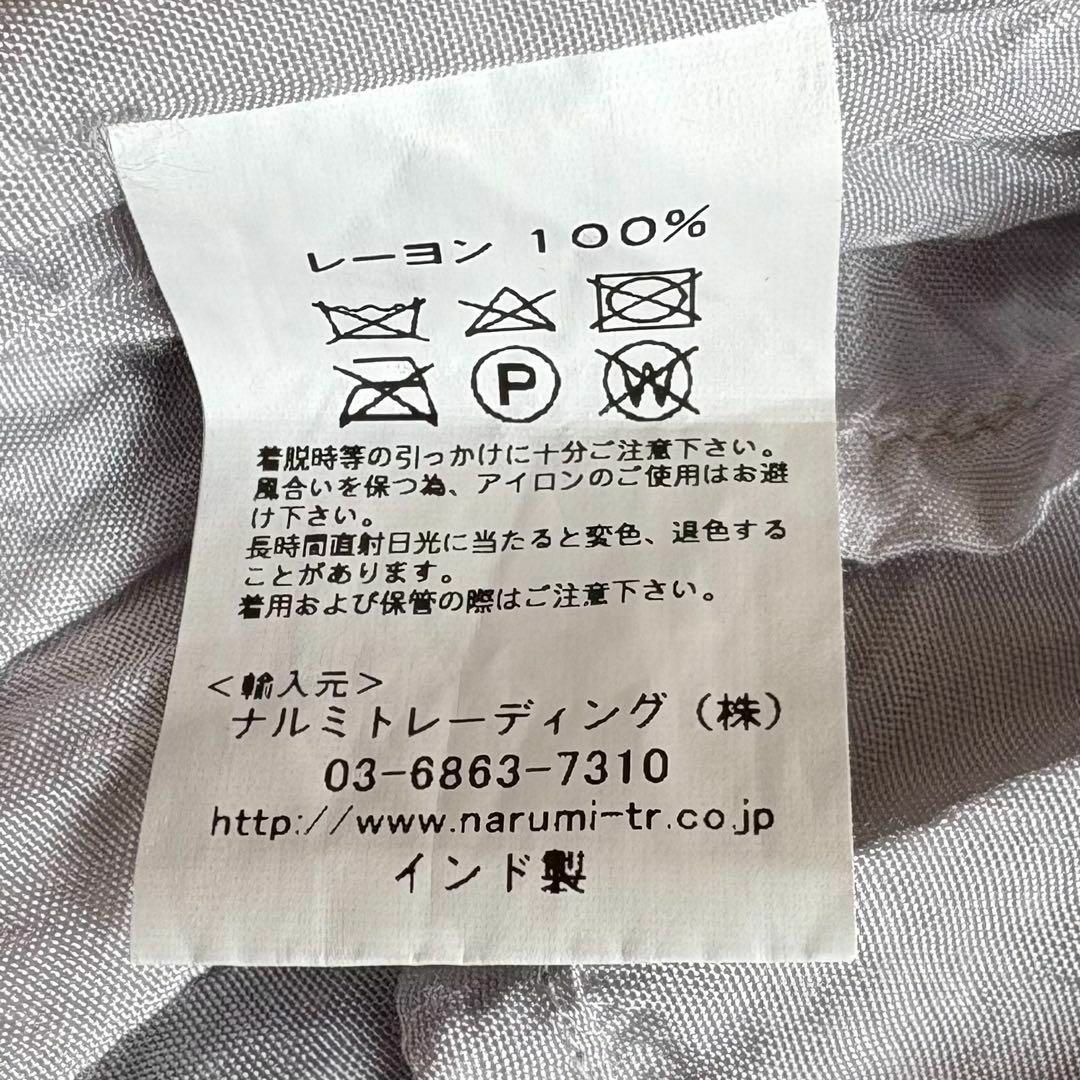 レーヨン 100%
P
W
着脱時等の引っかけに十分ご注意下さい。
風合いを保つ為、アイロンのご使用はお避
け下さい。
長時間直射日光に当たると変色、退色する
ことがあります。
着用および保管の際はご注意下さい。
<輸入元>
ナルミトレーディング(株)
03-6863-7310
http://www.narumi-tr.co.jp
インド製